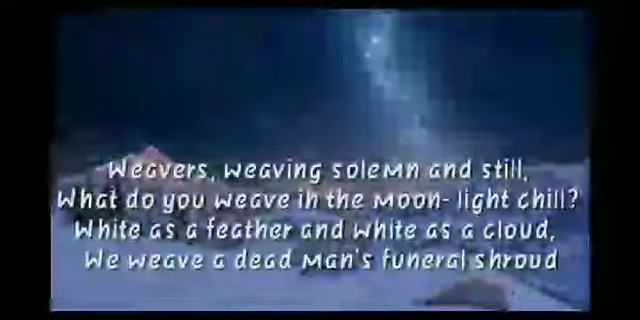 Weavers, weaving solemn and still,
What do you weave in the moon- light chill?
White as a feather and white as a cloud,
We weave a dead man's funeral shroud